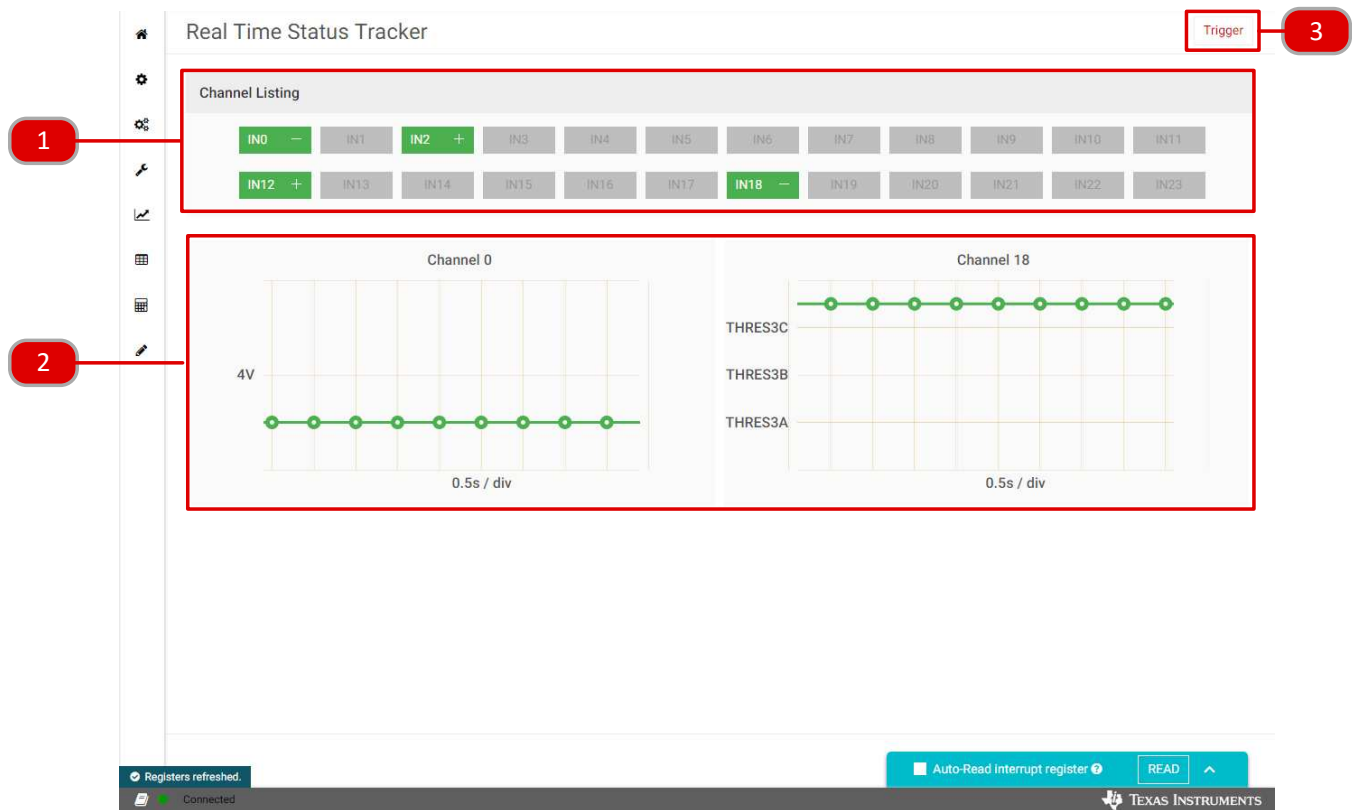 Real Time Status Tracker
Trigger
3
Channel Listing
1
IN0 − IN1 IN2 + IN3 IN4 IN5 IN6 IN7 IN8 IN9 IN10 IN11
IN12 + IN13 IN14 IN15 IN16 IN17 IN18 − IN19 IN20 IN21 IN22 IN23
2
Channel 0
4V
0.5s / div
Channel 18
THRES3C
THRES3B
THRES3A
0.5s / div
Auto-Read interrupt register ?
READ
Registers refreshed.
Connected
TEXAS INSTRUMENTS